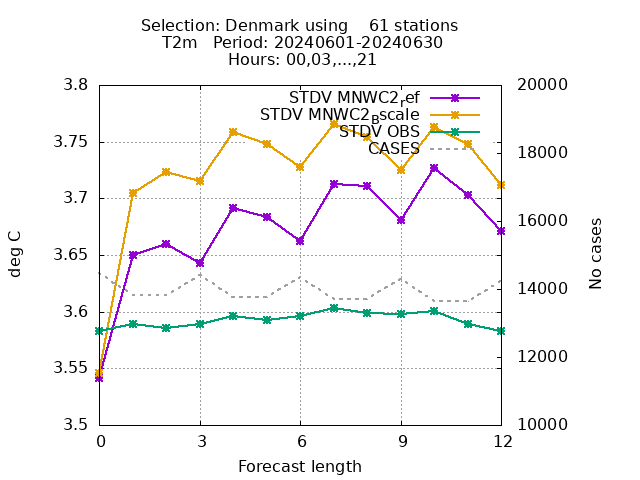 Selection: Denmark using    61 stations
T2m   Period: 20240601-20240630
Hours: 00,03,...,21
3.8
3.75
3.7
3.65
3.6
3.55
3.5
deg C
20000
18000
16000
14000
12000
10000
No cases
STDV MNWC2_ref
STDV MNWC2_Bscale
STDV OBS
CASES
0 3 6 9 12
Forecast length